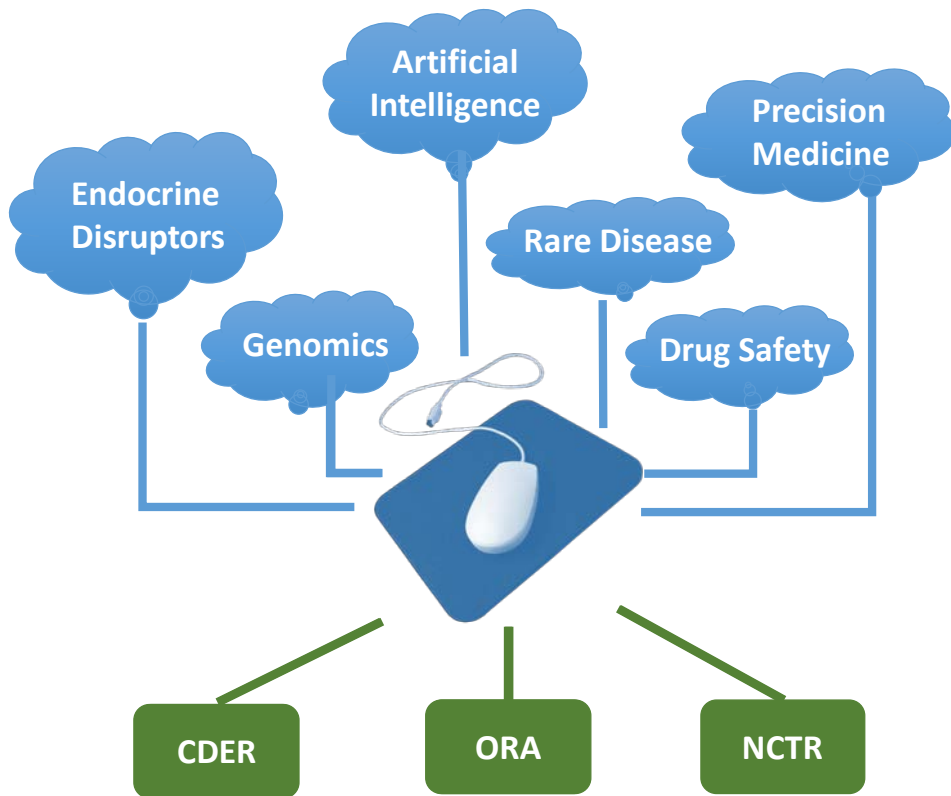 Artificial
Intelligence
Precision
Medicine
Endocrine
Disruptors
Rare Disease
Genomics
Drug Safety
CDER
ORA
NCTR